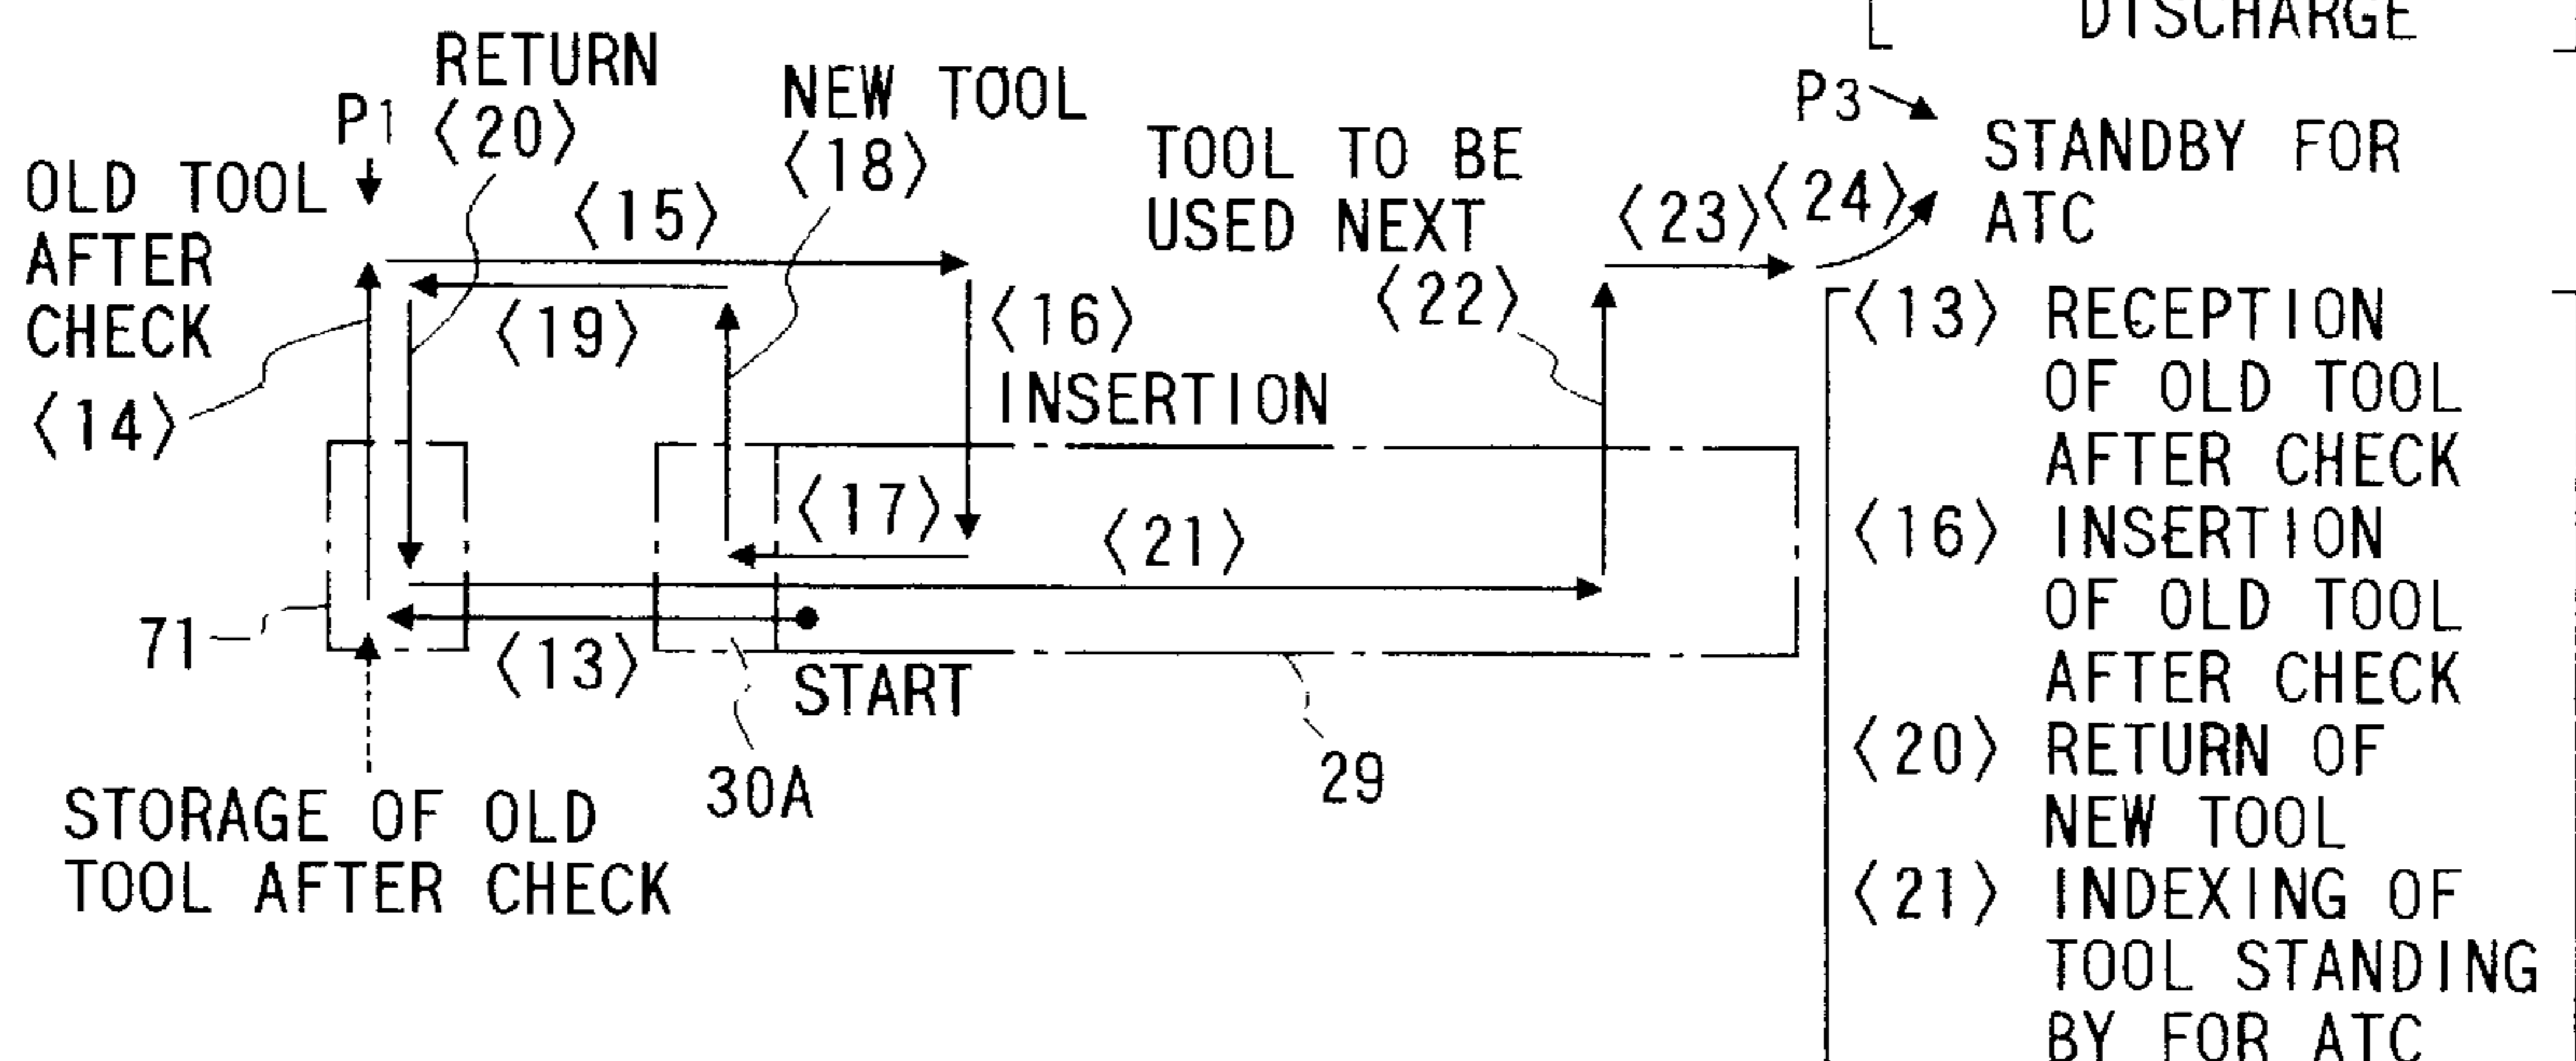 DISCHARGE
RETURN
〈20〉
P1
NEW TOOL
〈18〉
P3
OLD TOOL
AFTER
CHECK
〈14〉
〈15〉
TOOL TO BE
USED NEXT
〈22〉
〈23〉
〈24〉
STANDBY FOR
ATC
〈19〉
〈16〉
INSERTION
〈17〉
〈21〉
71
〈13〉
START
30A
29
STORAGE OF OLD
TOOL AFTER CHECK
〈13〉 RECEPTION
OF OLD TOOL
AFTER CHECK
〈16〉 INSERTION
OF OLD TOOL
AFTER CHECK
〈20〉 RETURN OF
NEW TOOL
〈21〉 INDEXING OF
TOOL STANDING
BY FOR ATC